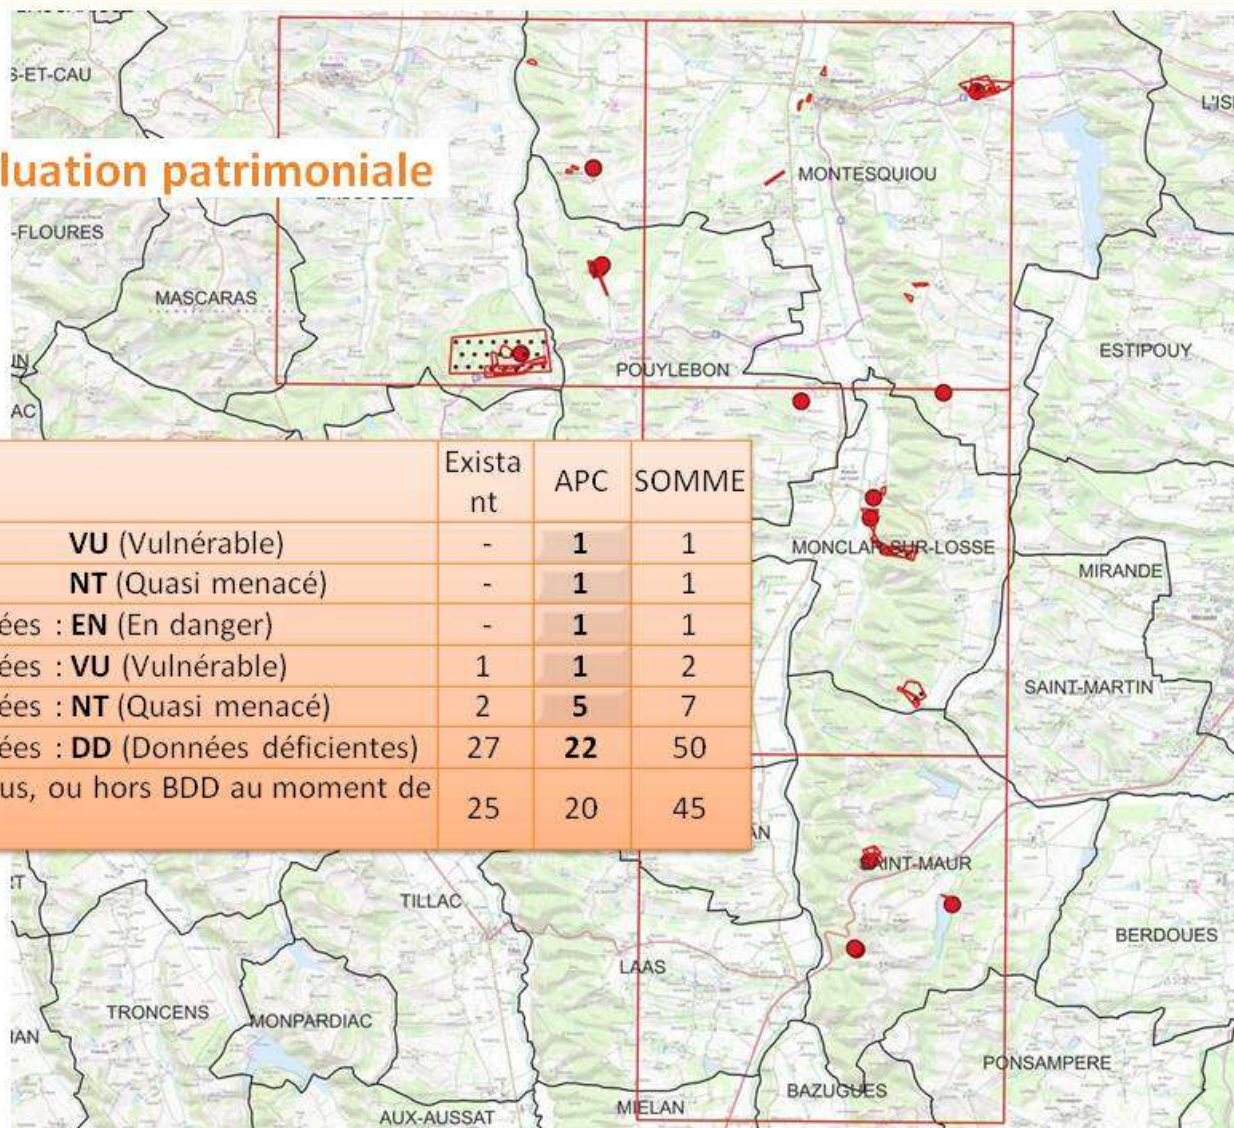 S-ET-CAU
L'IS
luation patrimoniale
MONTESQUIOU
-FLOURES
MASCARAS
ESTIPOUY
POUYLEBON
AC
Exista
nt
APC
SOMME
VU (Vulnérable)
-
1
1
NT (Quasi menacé)
-
1
1
ées : EN (En danger)
-
1
1
ées : VU (Vulnérable)
1
1
2
ées : NT (Quasi menacé)
2
5
7
ées : DD (Données déficientes)
27
22
50
us, ou hors BDD au moment de
25
20
45
MONCLAR-SUR-LOSSE
MIRANDE
SAINT-MARTIN
AN
SAINT-MAUR
RT
TILLAC
BERDOUES
LAAS
TRONCENS
MONPARDIAC
IAN
PONSAMPERE
BAZUGUES
MIELAN
AUX-AUSSAT